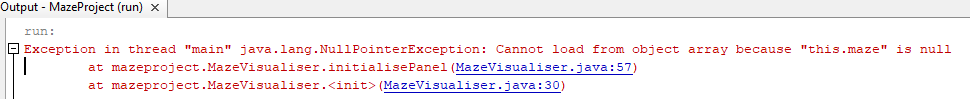 Output - MazeProject (run) ×
run:
Exception in thread "main" java.lang.NullPointerException: Cannot load from object array because "this.maze" is null
at mazeproject.MazeVisualiser.initialisePanel(MazeVisualiser.java:57)
at mazeproject.MazeVisualiser.<init>(MazeVisualiser.java:30)